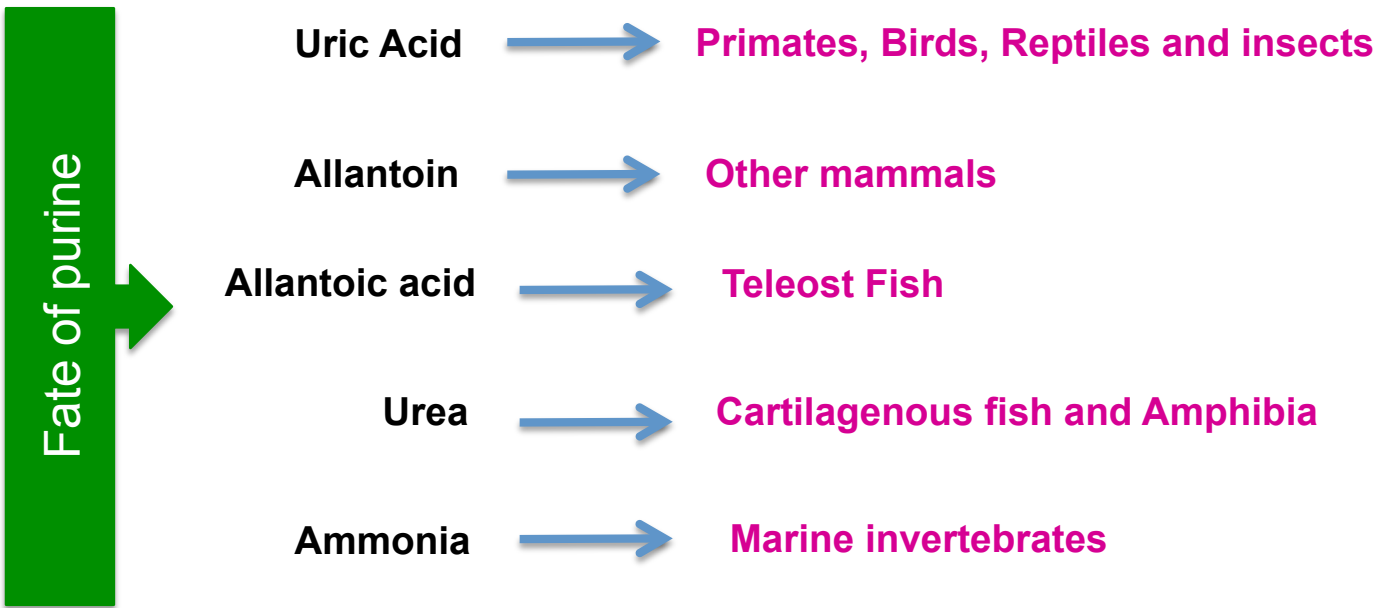 Fate of purine
Uric Acid
Primates, Birds, Reptiles and insects
Allantoin
Other mammals
Allantoic acid
Teleost Fish
Urea
Cartilagenous fish and Amphibia
Ammonia
Marine invertebrates